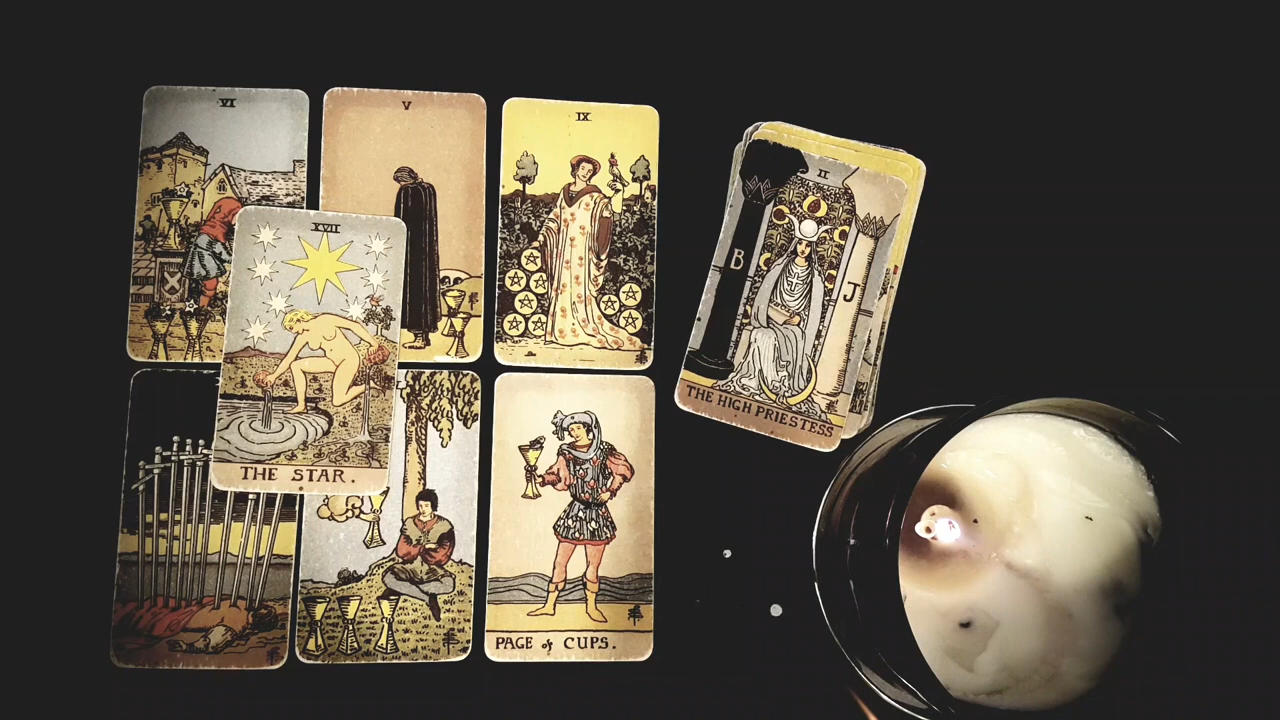 VI
V
IX
XVII
THE STAR.
PAGE of CUPS.
II
B
J
THE HIGH PRIESTESS